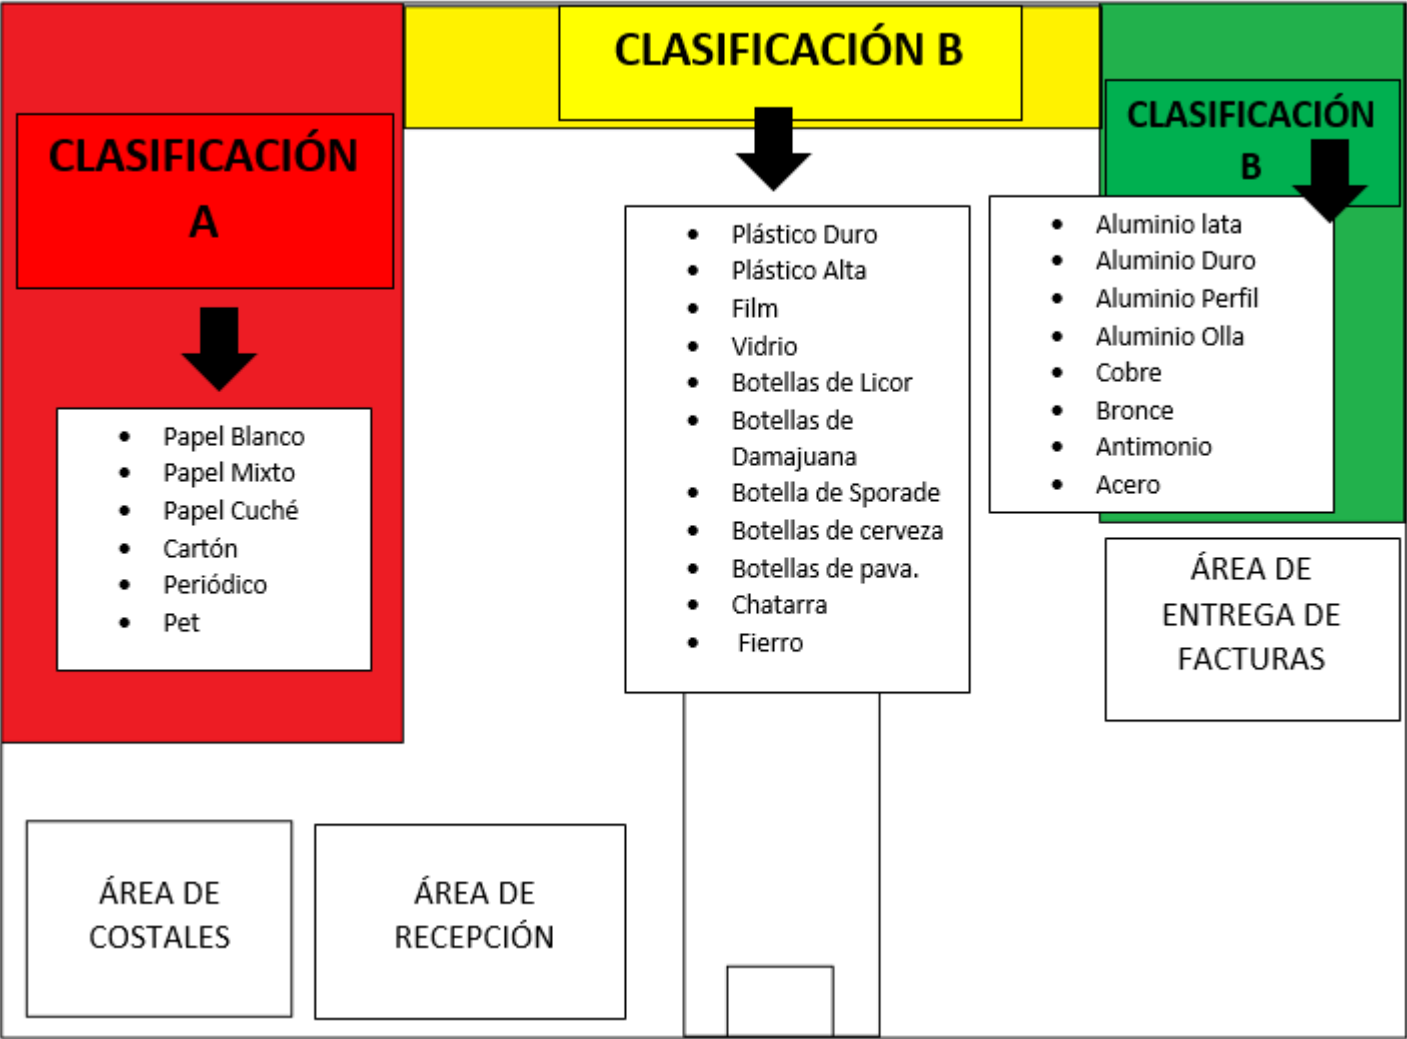 CLASIFICACIÓN
A
• Papel Blanco
• Papel Mixto
• Papel Cuché
• Cartón
• Periódico
• Pet
CLASIFICACIÓN B
• Plástico Duro
• Plástico Alta
• Film
• Vidrio
• Botellas de Licor
• Botellas de
Damajuana
• Botella de Sporade
• Botellas de cerveza
• Botellas de pava.
• Chatarra
• Fierro
CLASIFICACIÓN
B
• Aluminio lata
• Aluminio Duro
• Aluminio Perfil
• Aluminio Olla
• Cobre
• Bronce
• Antimonio
• Acero
ÁREA DE
ENTREGA DE
FACTURAS
ÁREA DE
COSTALES
ÁREA DE
RECEPCIÓN